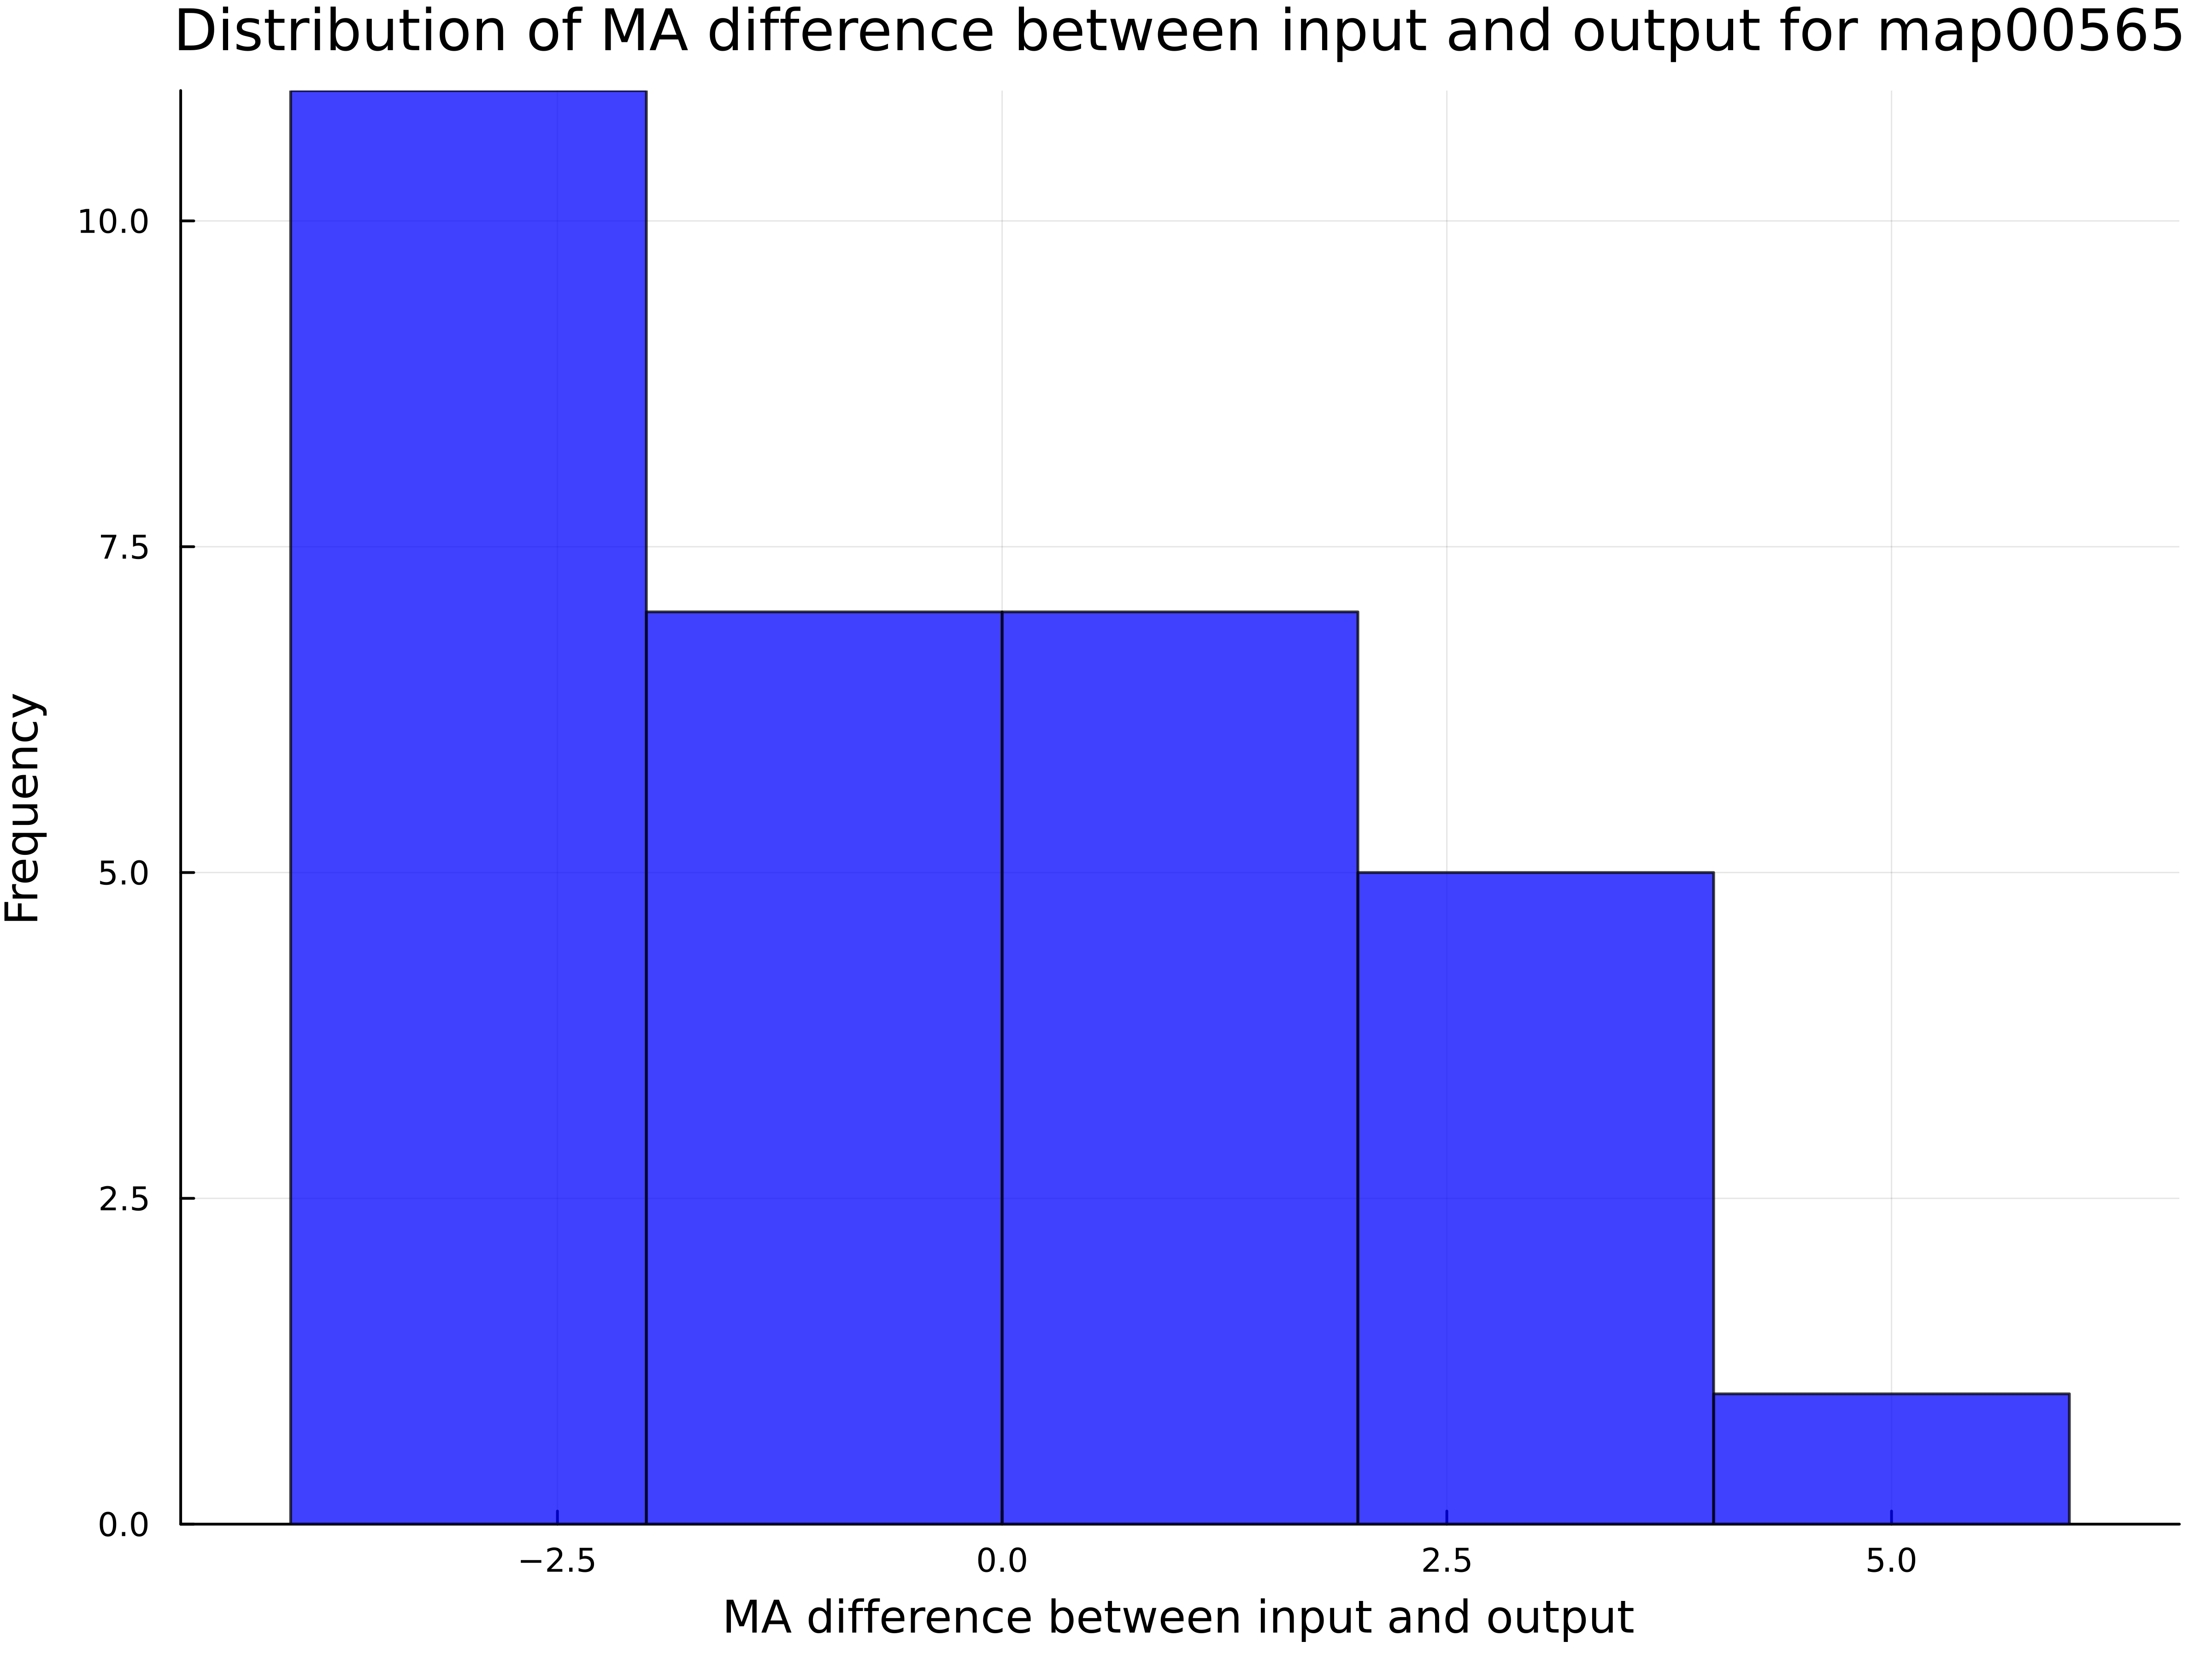 Distribution of MA difference between input and output for map00565
10.0
7.5
5.0
2.5
0.0
Frequency
−2.5 0.0 2.5 5.0
MA difference between input and output